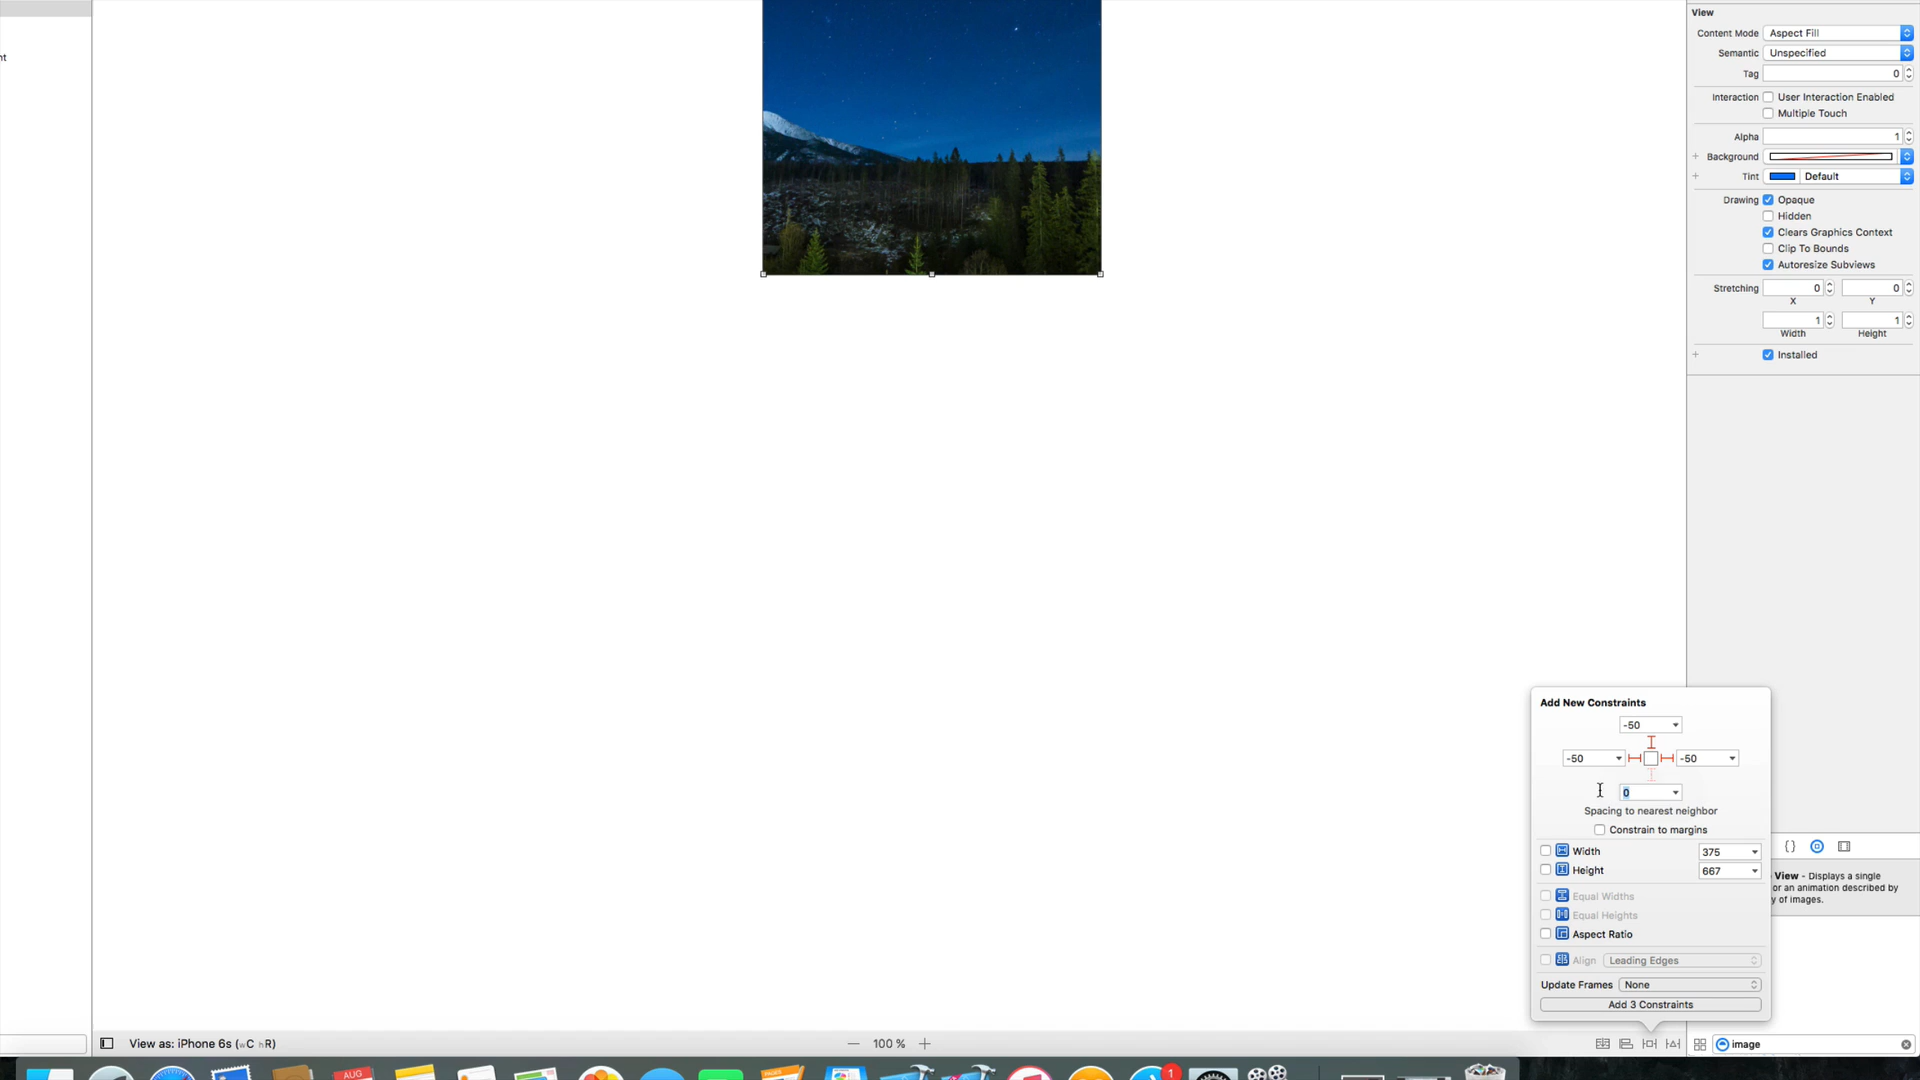 nt
View
Content Mode Aspect Fill
Semantic Unspecified
Tag 0
Interaction User Interaction Enabled
Multiple Touch
Alpha 1
+ Background
+ Tint Default
Drawing Opaque
Hidden
Clears Graphics Context
Clip To Bounds
Autoresize Subviews
Stretching 0 0
X Y
1 1
Width Height
+ Installed
Add New Constraints
-50
-50 -50
0
Spacing to nearest neighbor
Constrain to margins
Width 375
Height 667
Equal Widths
Equal Heights
Aspect Ratio
Align Leading Edges
Update Frames None
Add 3 Constraints
{ }
View - Displays a single
or an animation described by
y of images.
View as: iPhone 6s (wC hR)
— 100 % +
image
AUG
PAGES
1